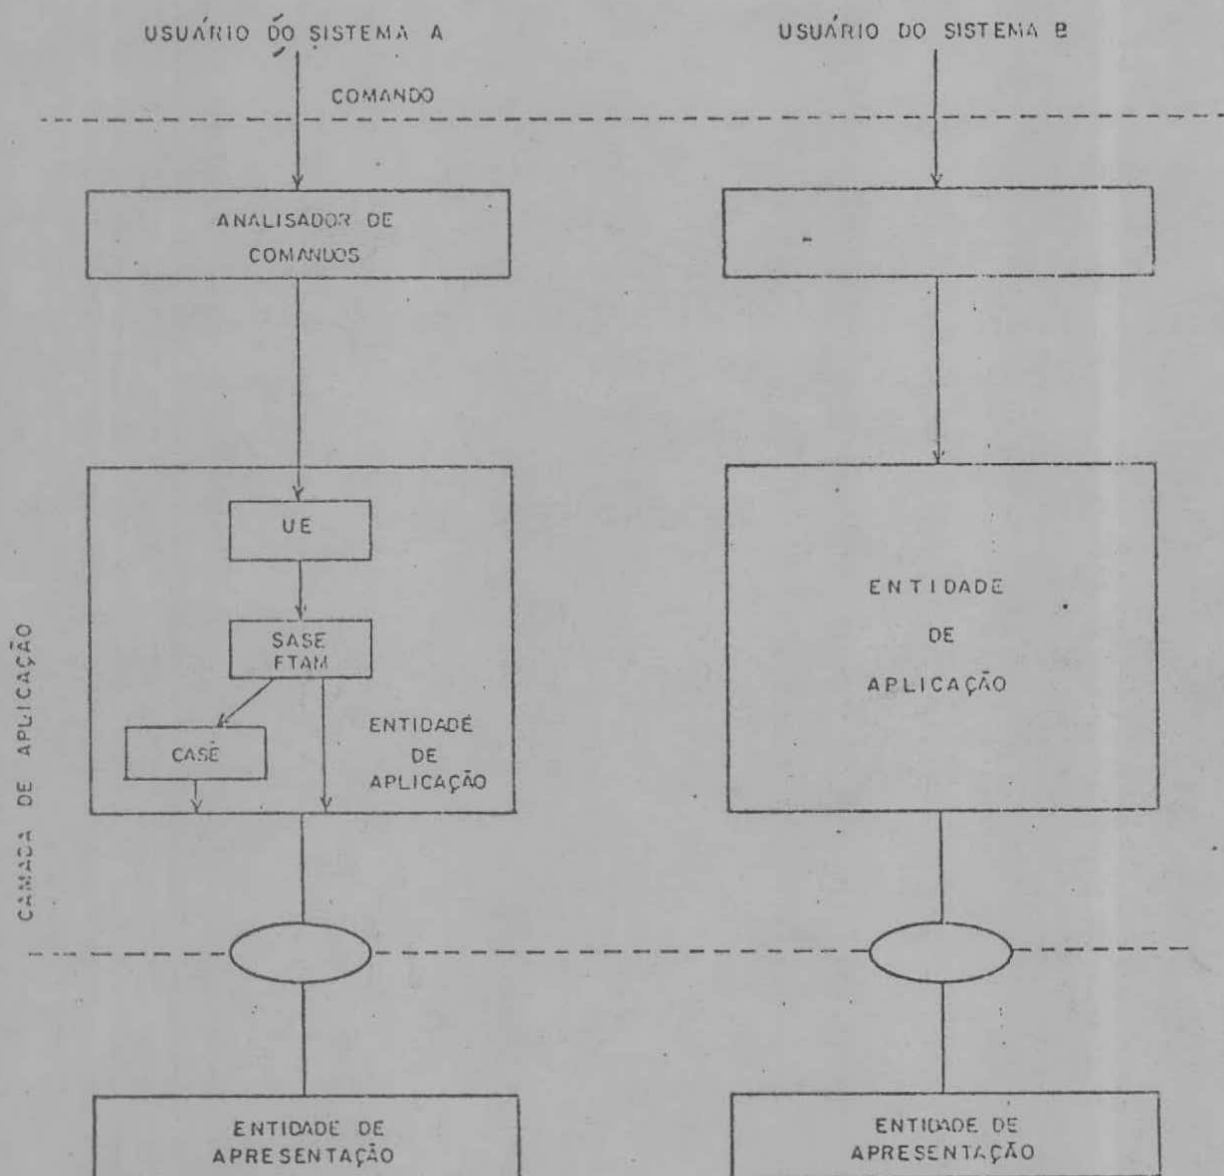 USUÁRIO DO SISTEMA A
USUÁRIO DO SISTEMA B
COMANDO
ANALISADOR DE
COMANDOS
UE
SASE
FTAM
CASE
ENTIDADE
DE
APLICAÇÃO
ENTIDADE
DE
APLICAÇÃO
CAMADA DE APLICAÇÃO
ENTIDADE DE
APRESENTAÇÃO
ENTIDADE DE
APRESENTAÇÃO